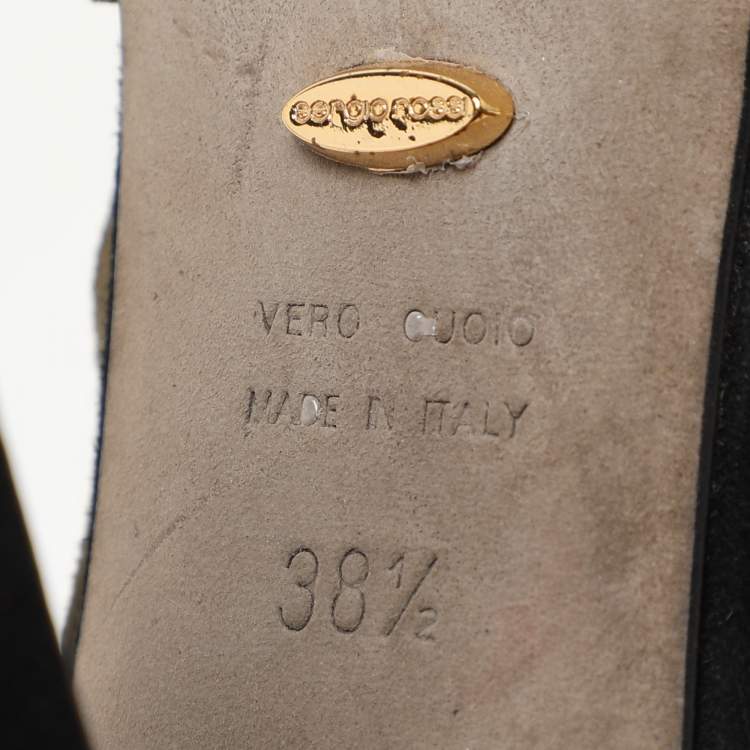 sergio rossi
VERO CUOIO
MADE IN ITALY
38½